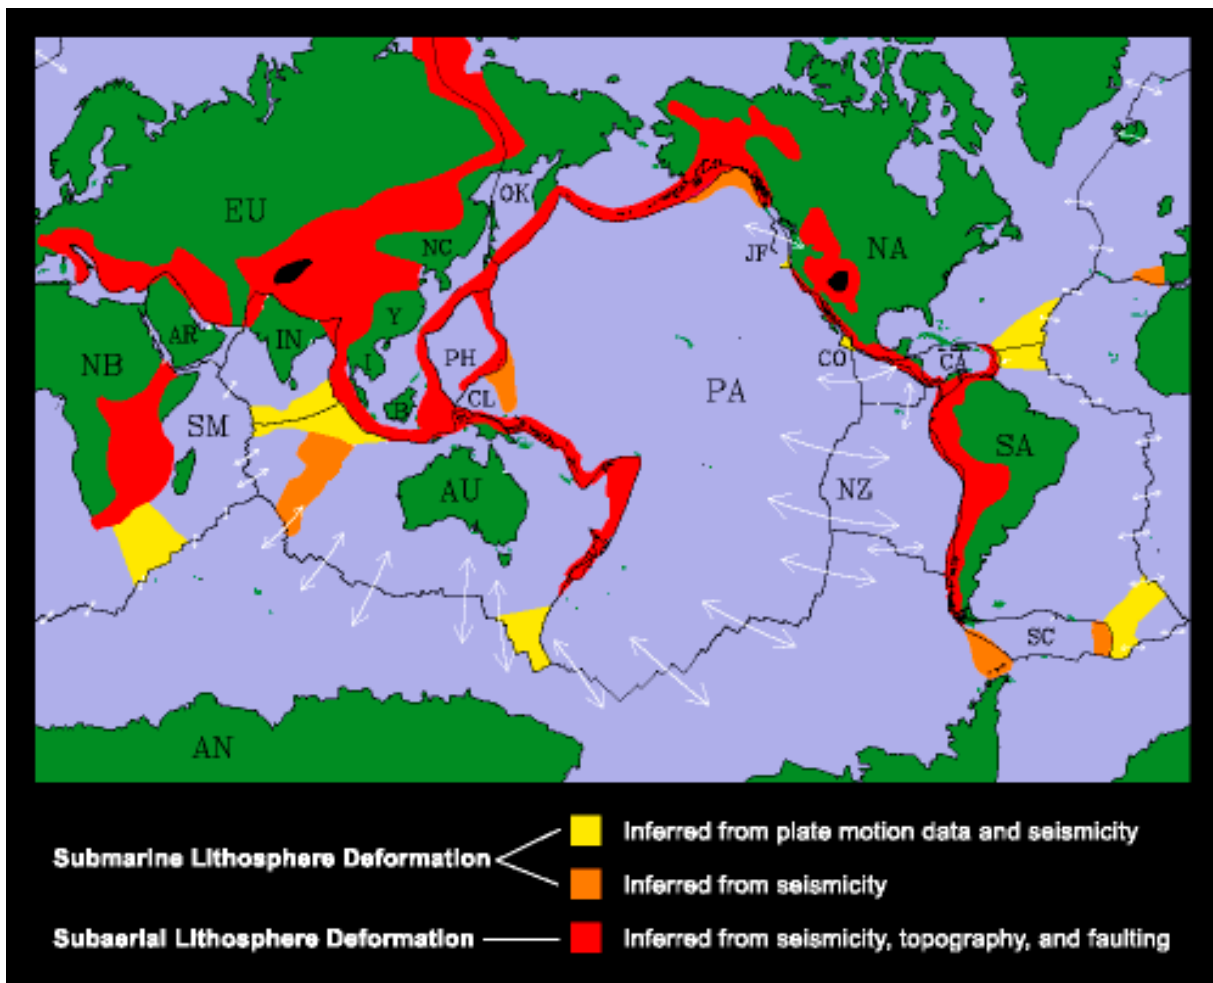 OK
EU
NC
JF
NA
AR
IN
Y
NB
I
PH
CO
CA
CL
PA
SM
B
SA
AU
NZ
SC
AN
Submarine Lithosphere Deformation
Inferred from plate motion data and seismicity
Inferred from seismicity
Subaerial Lithosphere Deformation
Inferred from seismicity, topography, and faulting